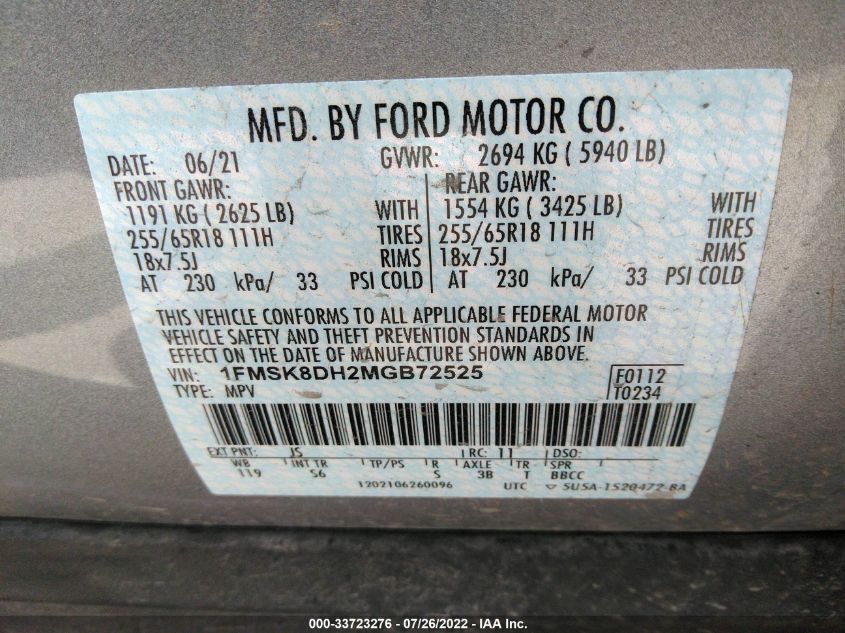 MFD. BY FORD MOTOR CO.
DATE: 06/21 GVWR: 2694 KG ( 5940 LB)
FRONT GAWR: REAR GAWR:
1191 KG ( 2625 LB) WITH 1554 KG ( 3425 LB) WITH
255/65R18 111H TIRES 255/65R18 111H TIRES
18x7.5J RIMS 18x7.5J RIMS
AT 230 kPa/ 33 PSI COLD AT 230 kPa/ 33 PSI COLD
THIS VEHICLE CONFORMS TO ALL APPLICABLE FEDERAL MOTOR
VEHICLE SAFETY AND THEFT PREVENTION STANDARDS IN
EFFECT ON THE DATE OF MANUFACTURE SHOWN ABOVE.
VIN: 1FMSK8DH2MGB72525 F0112
TYPE: MPV T0234
EXT PNT: JS RC: 11 DSO:
WB INT TR TP/PS R AXLE TR SPR
119 S6 S 3B T BBCC
1202106260096 UTC ▽ 5U5A-1520472-BA
000-33723276 / 07/26/2022 — IAA Inc.